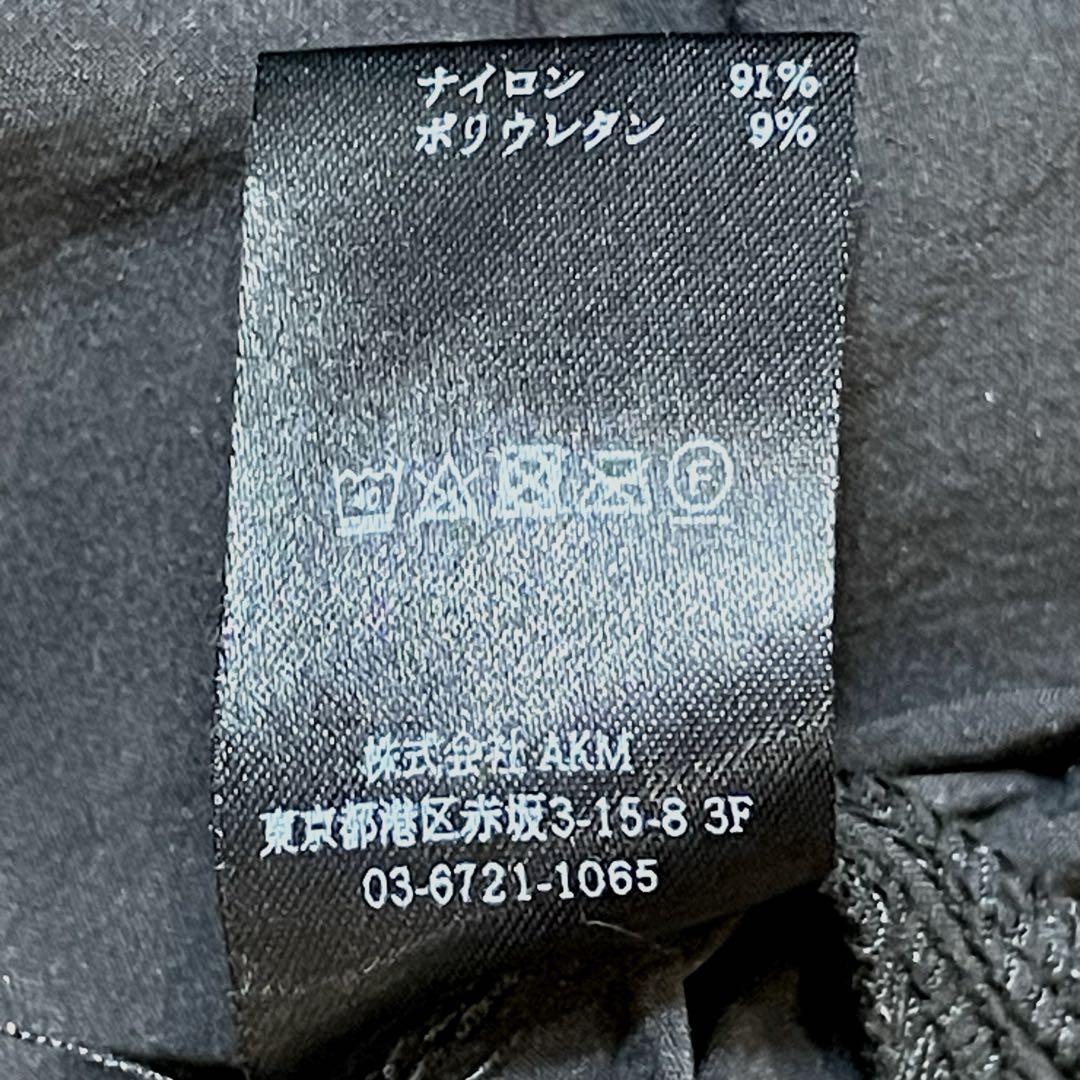 ナイロン 91%
ポリウレタン 9%
40
F
株式会社 AKM
東京都港区赤坂3-15-8 3F
03-6721-1065